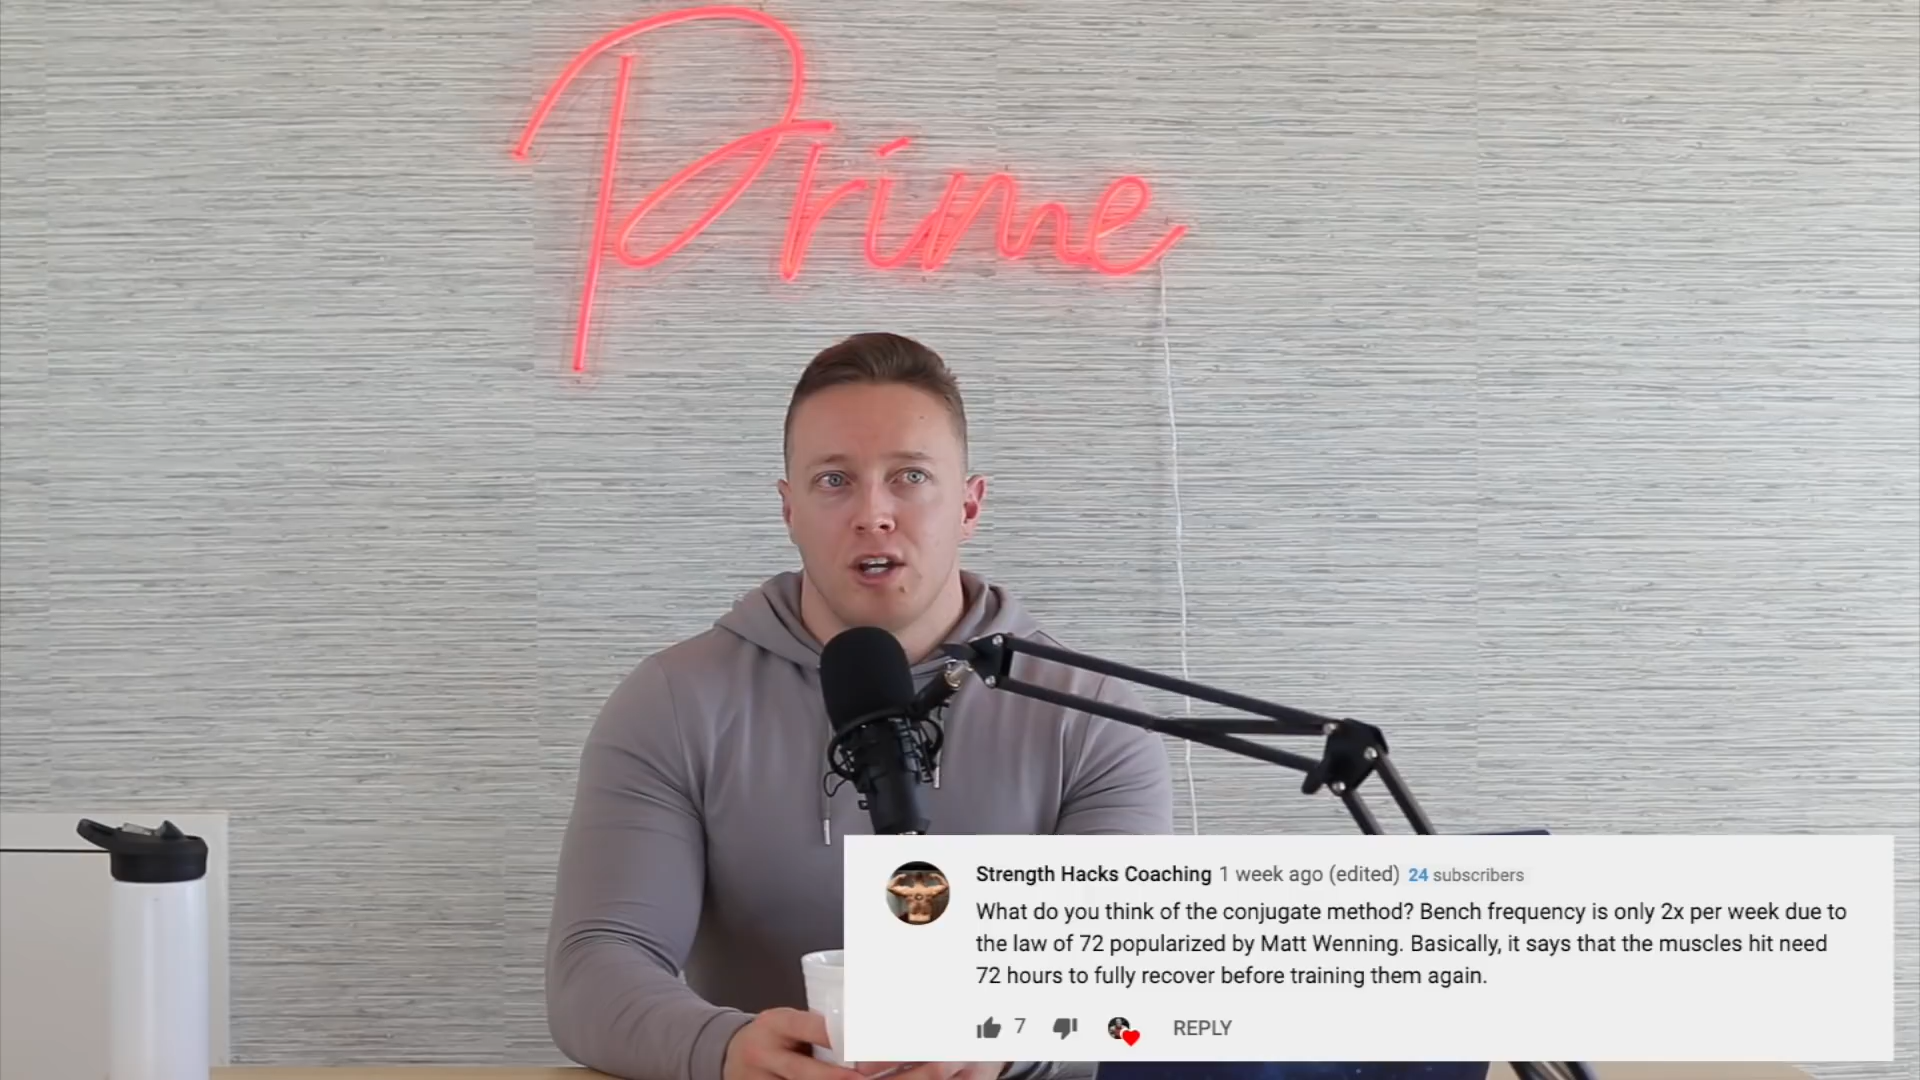 Prime
Strength Hacks Coaching 1 week ago (edited) 24 subscribers
What do you think of the conjugate method? Bench frequency is only 2x per week due to
the law of 72 popularized by Matt Wenning. Basically, it says that the muscles hit need
72 hours to fully recover before training them again.
7
REPLY